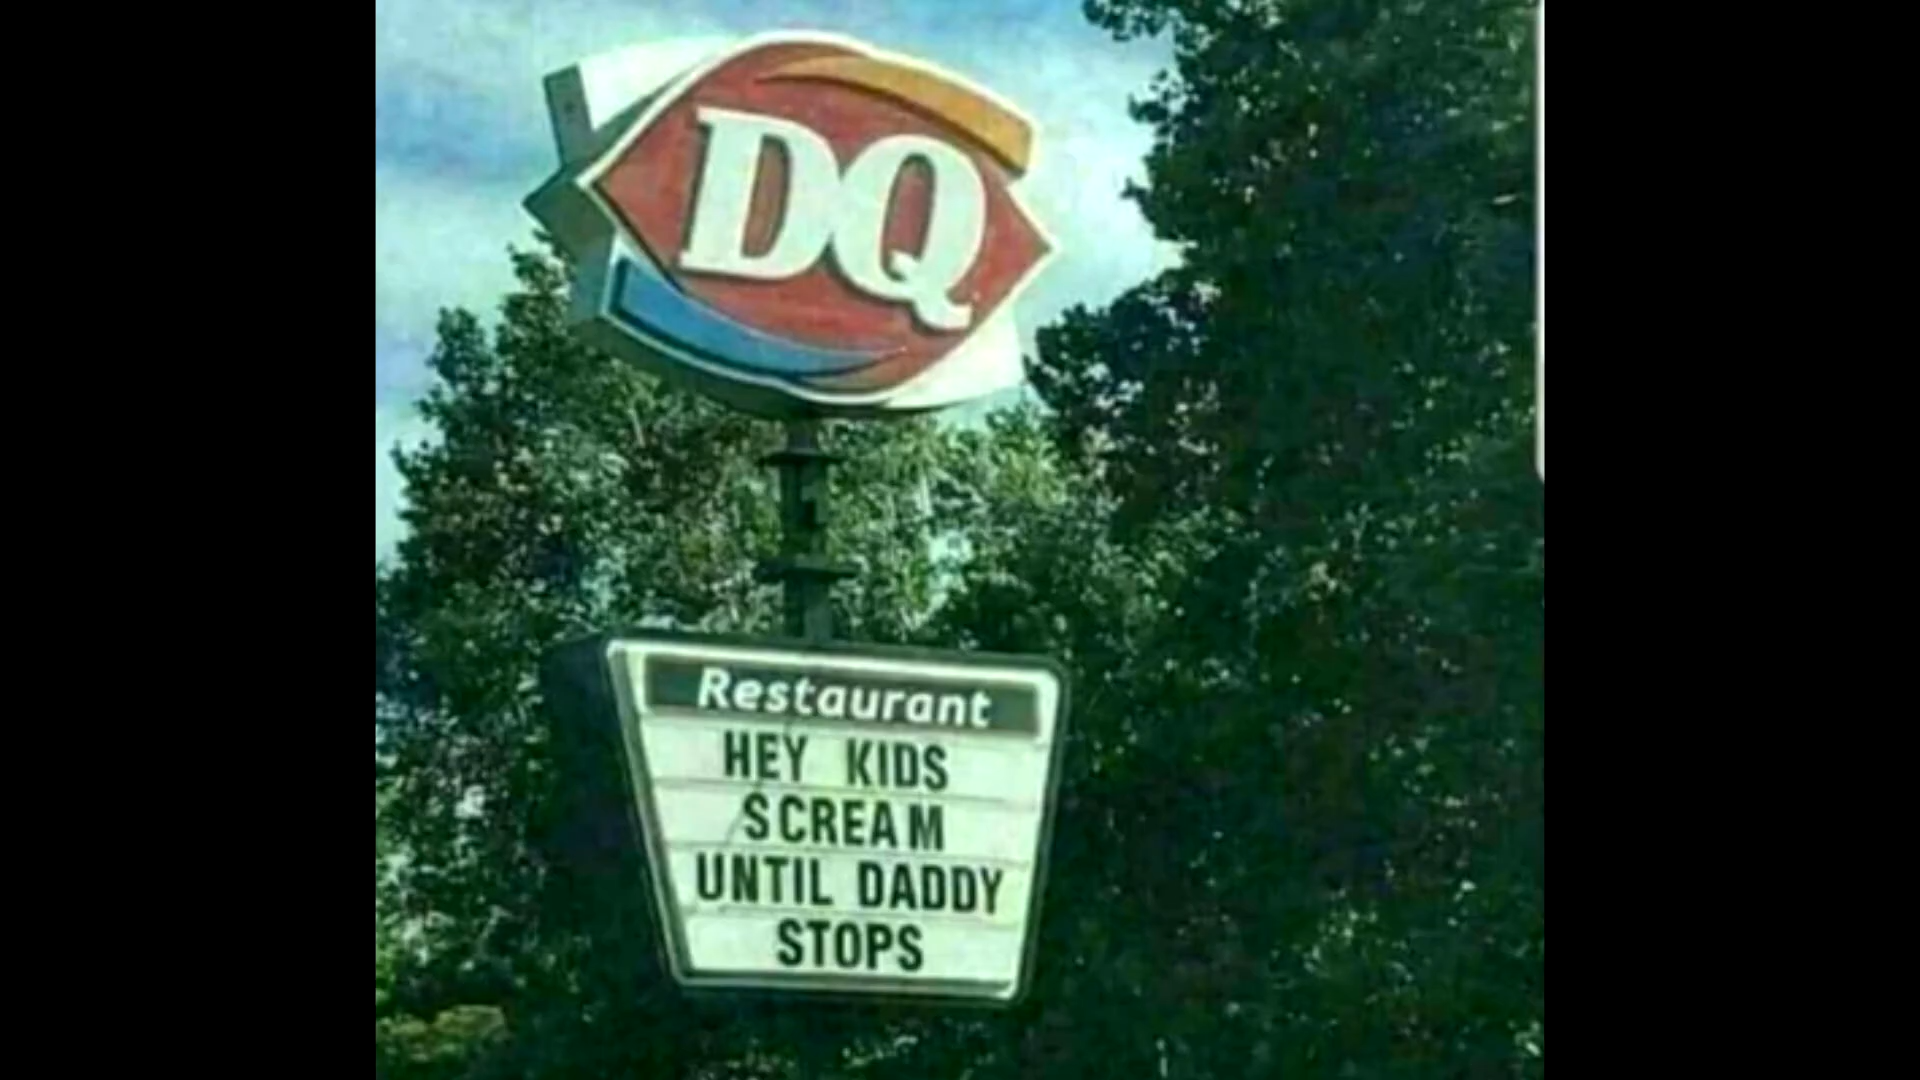 DQ
Restaurant
HEY KIDS
SCREAM
UNTIL DADDY
STOPS